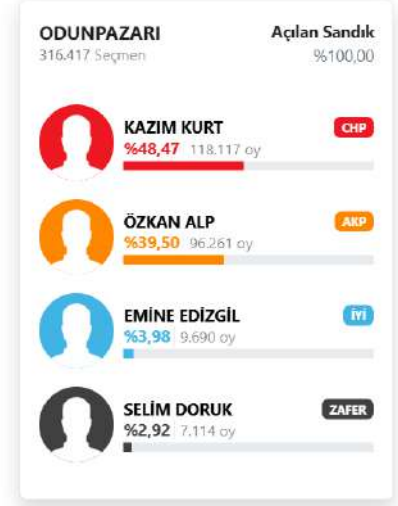 ODUNPAZARI Açılan Sandık
316.417 Seçmen %100,00
KAZIM KURT CHP
%48,47 118.117 oy
ÖZKAN ALP AKP
%39,50 96.261 oy
EMİNE EDİZGİL İYİ
%3,98 9.690 oy
SELİM DORUK ZAFER
%2,92 7.114 oy